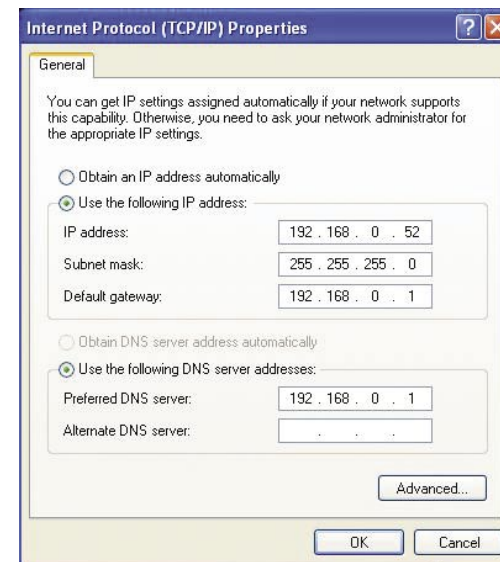 Internet Protocol (TCP/IP) Properties
General
You can get IP settings assigned automatically if your network supports
this capability. Otherwise, you need to ask your network administrator for
the appropriate IP settings.
Obtain an IP address automatically
Use the following IP address:
IP address: 192 . 168 . 0 . 52
Subnet mask: 255 . 255 . 255 . 0
Default gateway: 192 . 168 . 0 . 1
Obtain DNS server address automatically
Use the following DNS server addresses:
Preferred DNS server: 192 . 168 . 0 . 1
Alternate DNS server: . . .
Advanced...
OK Cancel